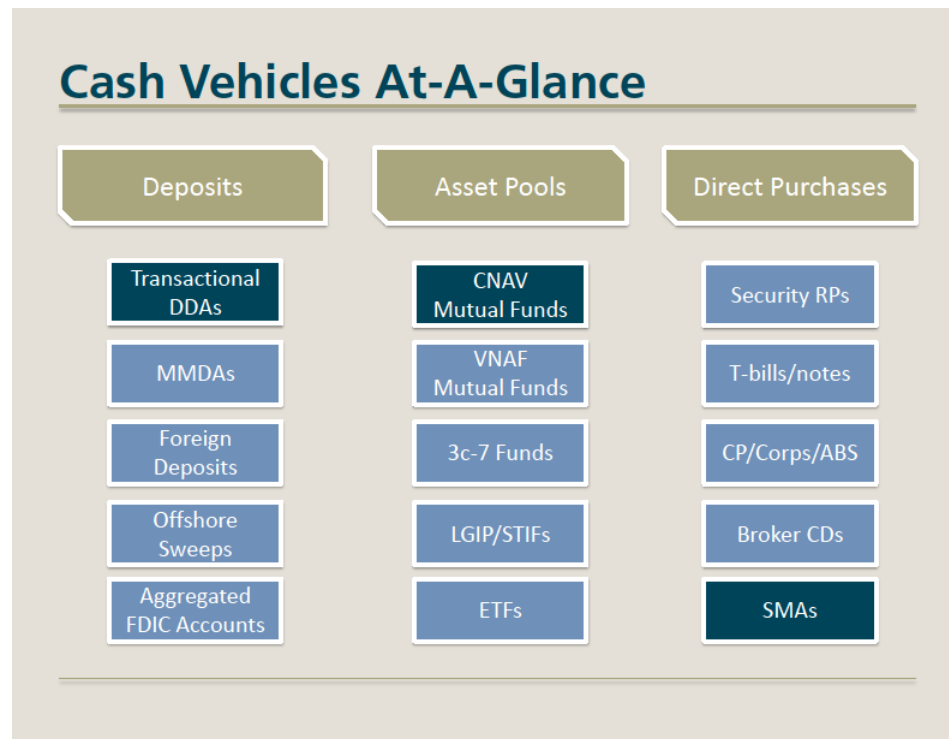 Cash Vehicles At-A-Glance
Deposits
Asset Pools
Direct Purchases
Transactional
DDAs
MMDAs
Foreign
Deposits
Offshore
Sweeps
Aggregated
FDIC Accounts
CNAV
Mutual Funds
VNAF
Mutual Funds
3c-7 Funds
LGIP/STIFs
ETFs
Security RPs
T-bills/notes
CP/Corps/ABS
Broker CDs
SMAs